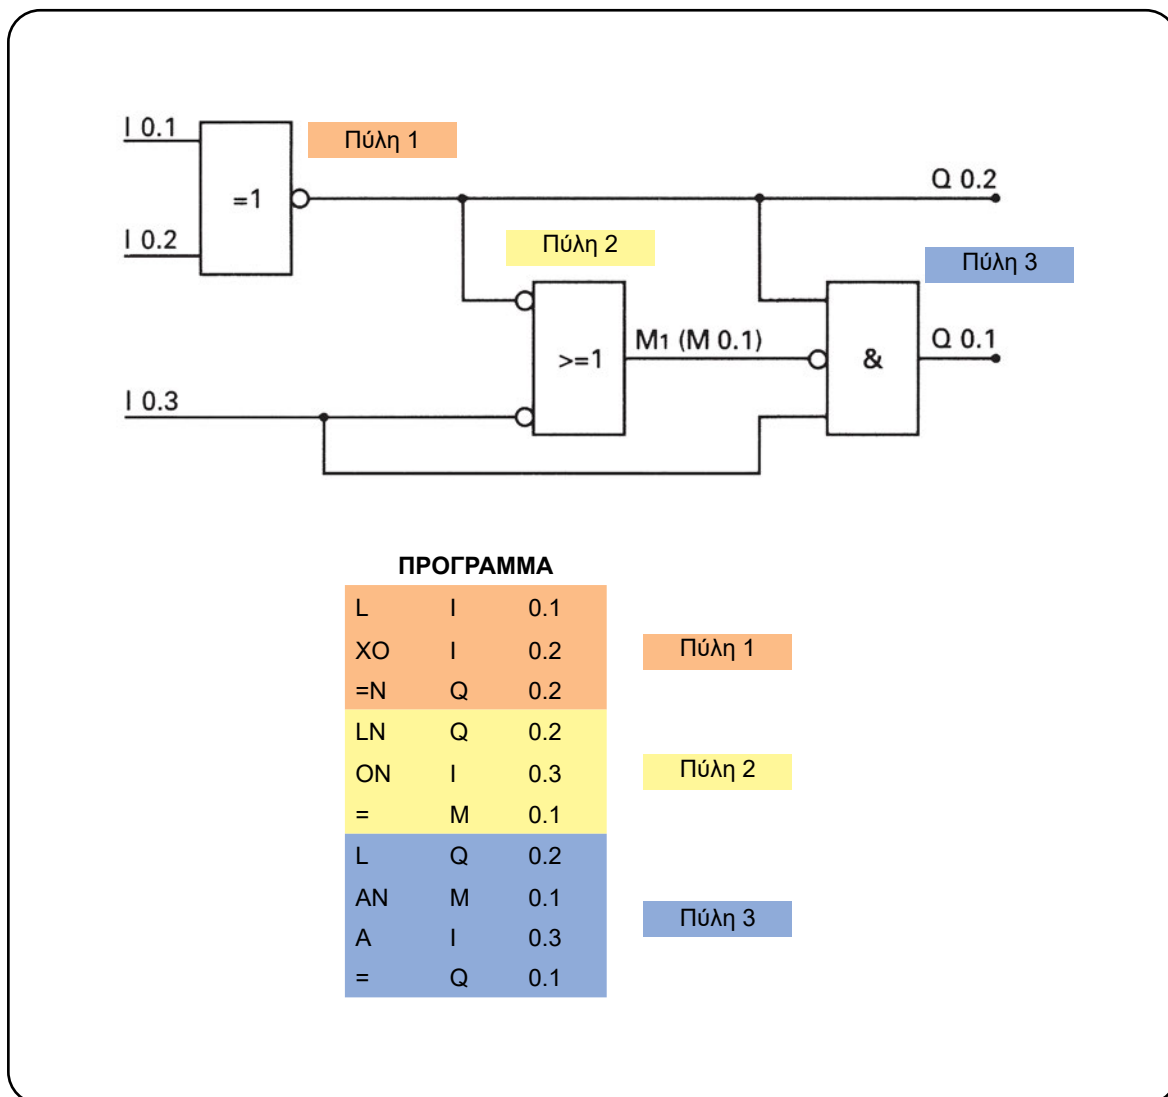 I 0.1
Πύλη 1
=1
Q 0.2
I 0.2
Πύλη 2
Πύλη 3
>=1
M1 (M 0.1)
&
Q 0.1
I 0.3
ΠΡΟΓΡΑΜΜΑ
L I 0.1
XO I 0.2
Πύλη 1
=N Q 0.2
LN Q 0.2
ON I 0.3
Πύλη 2
= M 0.1
L Q 0.2
AN M 0.1
Πύλη 3
A I 0.3
= Q 0.1